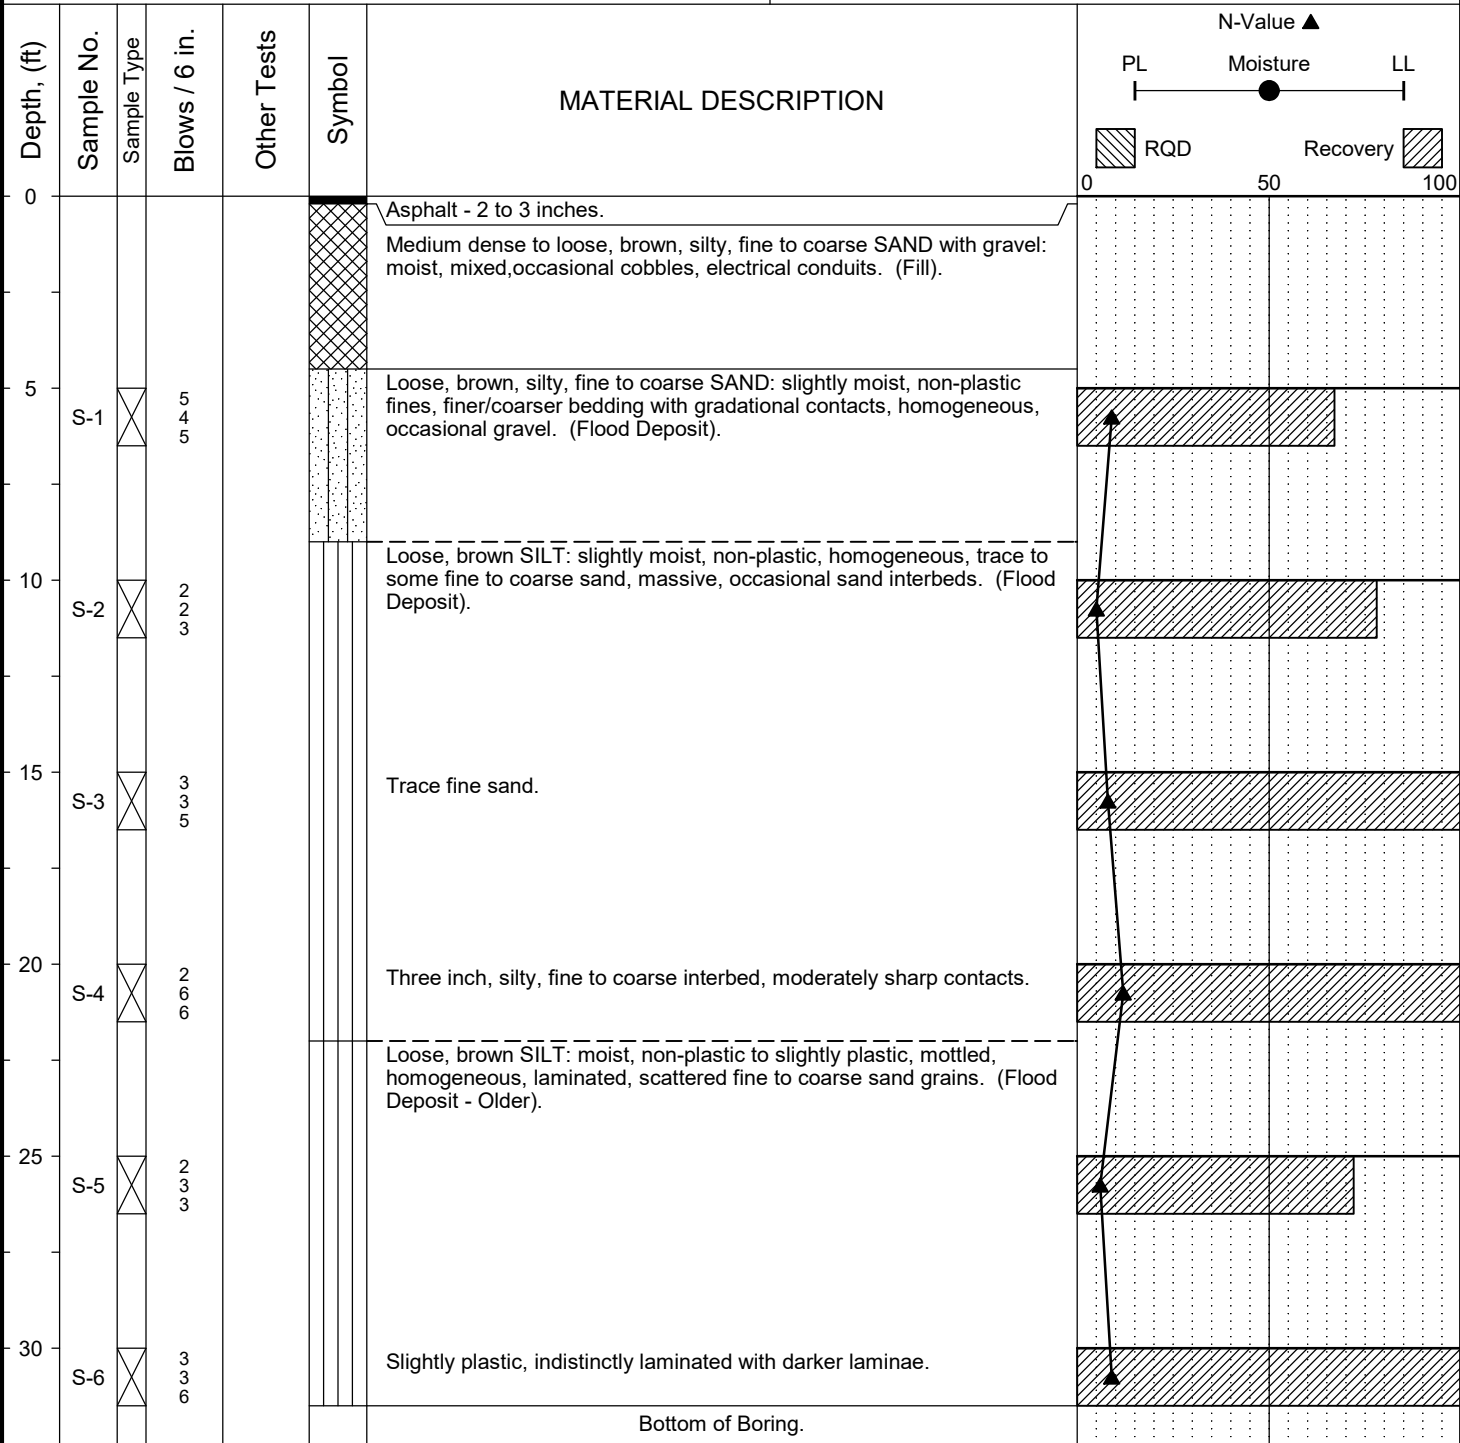 Depth, (ft)
Sample No.
Sample Type
Blows / 6 in.
Other Tests
Symbol
MATERIAL DESCRIPTION
N-Value
PL Moisture LL
RQD Recovery
0 50 100
0
Asphalt - 2 to 3 inches.
Medium dense to loose, brown, silty, fine to coarse SAND with gravel:
moist, mixed,occasional cobbles, electrical conduits. (Fill).
Loose, brown, silty, fine to coarse SAND: slightly moist, non-plastic
fines, finer/coarser bedding with gradational contacts, homogeneous,
occasional gravel. (Flood Deposit).
5
S-1
5
4
5
Loose, brown SILT: slightly moist, non-plastic, homogeneous, trace to
some fine to coarse sand, massive, occasional sand interbeds. (Flood
Deposit).
10
S-2
2
2
3
15
S-3
3
3
5
Trace fine sand.
20
S-4
2
6
6
Three inch, silty, fine to coarse interbed, moderately sharp contacts.
Loose, brown SILT: moist, non-plastic to slightly plastic, mottled,
homogeneous, laminated, scattered fine to coarse sand grains. (Flood
Deposit - Older).
25
S-5
2
3
3
30
S-6
3
3
6
Slightly plastic, indistinctly laminated with darker laminae.
Bottom of Boring.